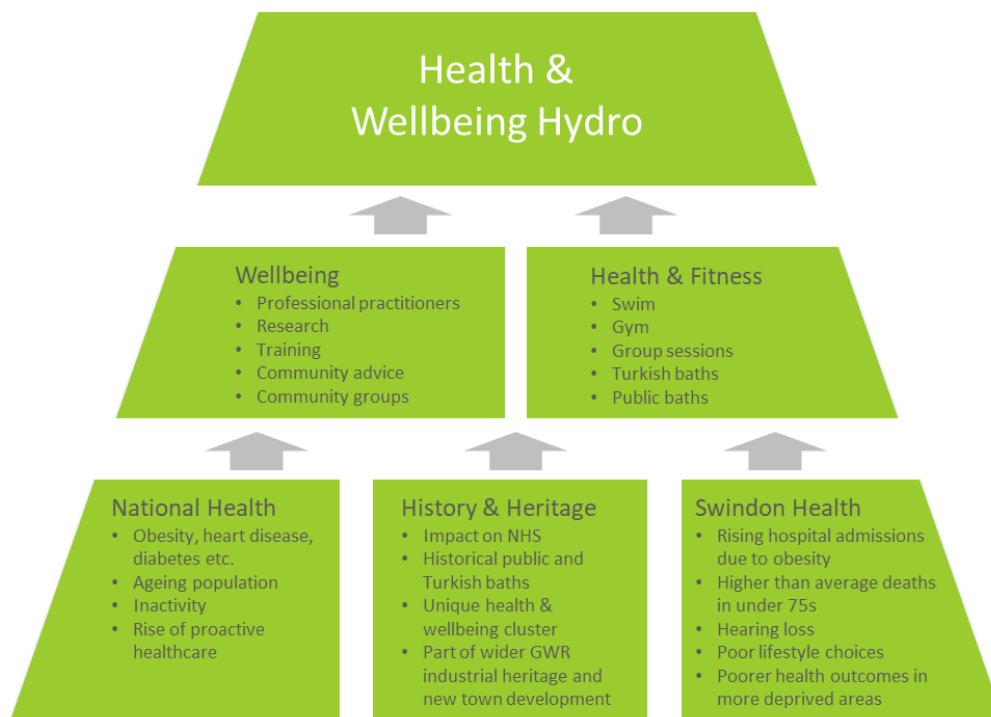 Health &
Wellbeing Hydro
Wellbeing
• Professional practitioners
• Research
• Training
• Community advice
• Community groups
Health & Fitness
• Swim
• Gym
• Group sessions
• Turkish baths
• Public baths
National Health
• Obesity, heart disease,
diabetes etc.
• Ageing population
• Inactivity
• Rise of proactive
healthcare
History & Heritage
• Impact on NHS
• Historical public and
Turkish baths
• Unique health &
wellbeing cluster
• Part of wider GWR
industrial heritage and
new town development
Swindon Health
• Rising hospital admissions
due to obesity
• Higher than average deaths
in under 75s
• Hearing loss
• Poor lifestyle choices
• Poorer health outcomes in
more deprived areas